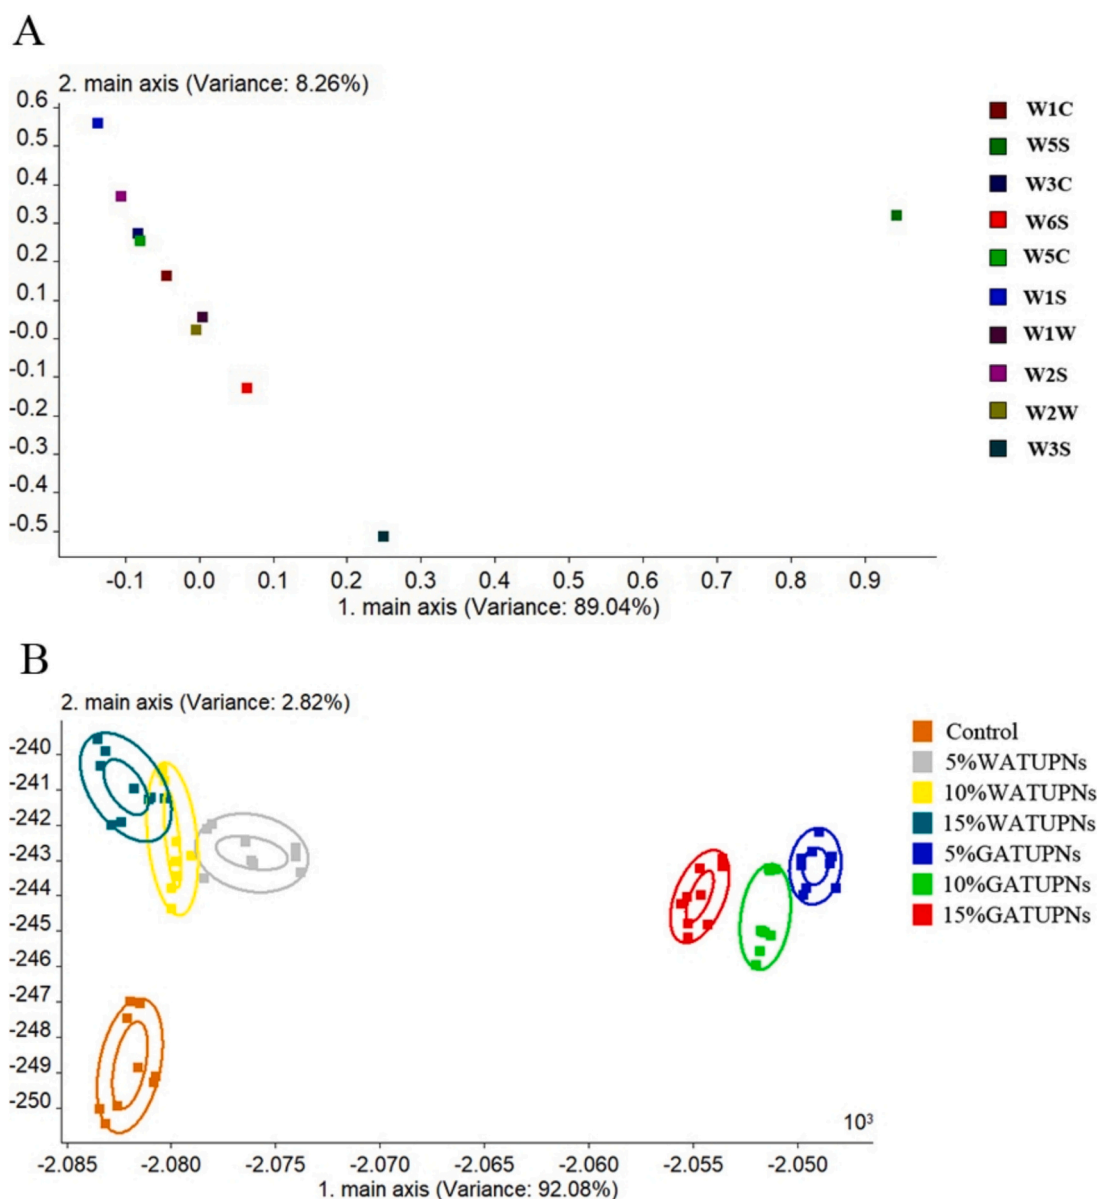 A
2. main axis (Variance: 8.26%)
0.6
0.5
0.4
0.3
0.2
0.1
-0.0
-0.1
-0.2
-0.3
-0.4
-0.5
-0.1 0.0 0.1 0.2 0.3 0.4 0.5 0.6 0.7 0.8 0.9
1. main axis (Variance: 89.04%)
W1C
W5S
W3C
W6S
W5C
W1S
W1W
W2S
W2W
W3S
B
2. main axis (Variance: 2.82%)
-240
-241
-242
-243
-244
-245
-246
-247
-248
-249
-250
10³
-2.085 -2.080 -2.075 -2.070 -2.065 -2.060 -2.055 -2.050
1. main axis (Variance: 92.08%)
Control
5%WATUPNs
10%WATUPNs
15%WATUPNs
5%GATUPNs
10%GATUPNs
15%GATUPNs